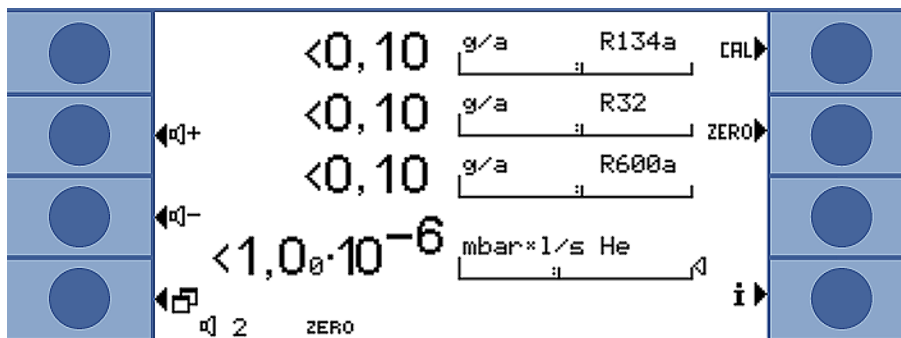 <0,10 g/a R134a CAL
<0,10 g/a R32 ZERO
+
<0,10 g/a R600a
-
<1,00·10⁻⁶ mbar×l/s He
i
2 ZERO